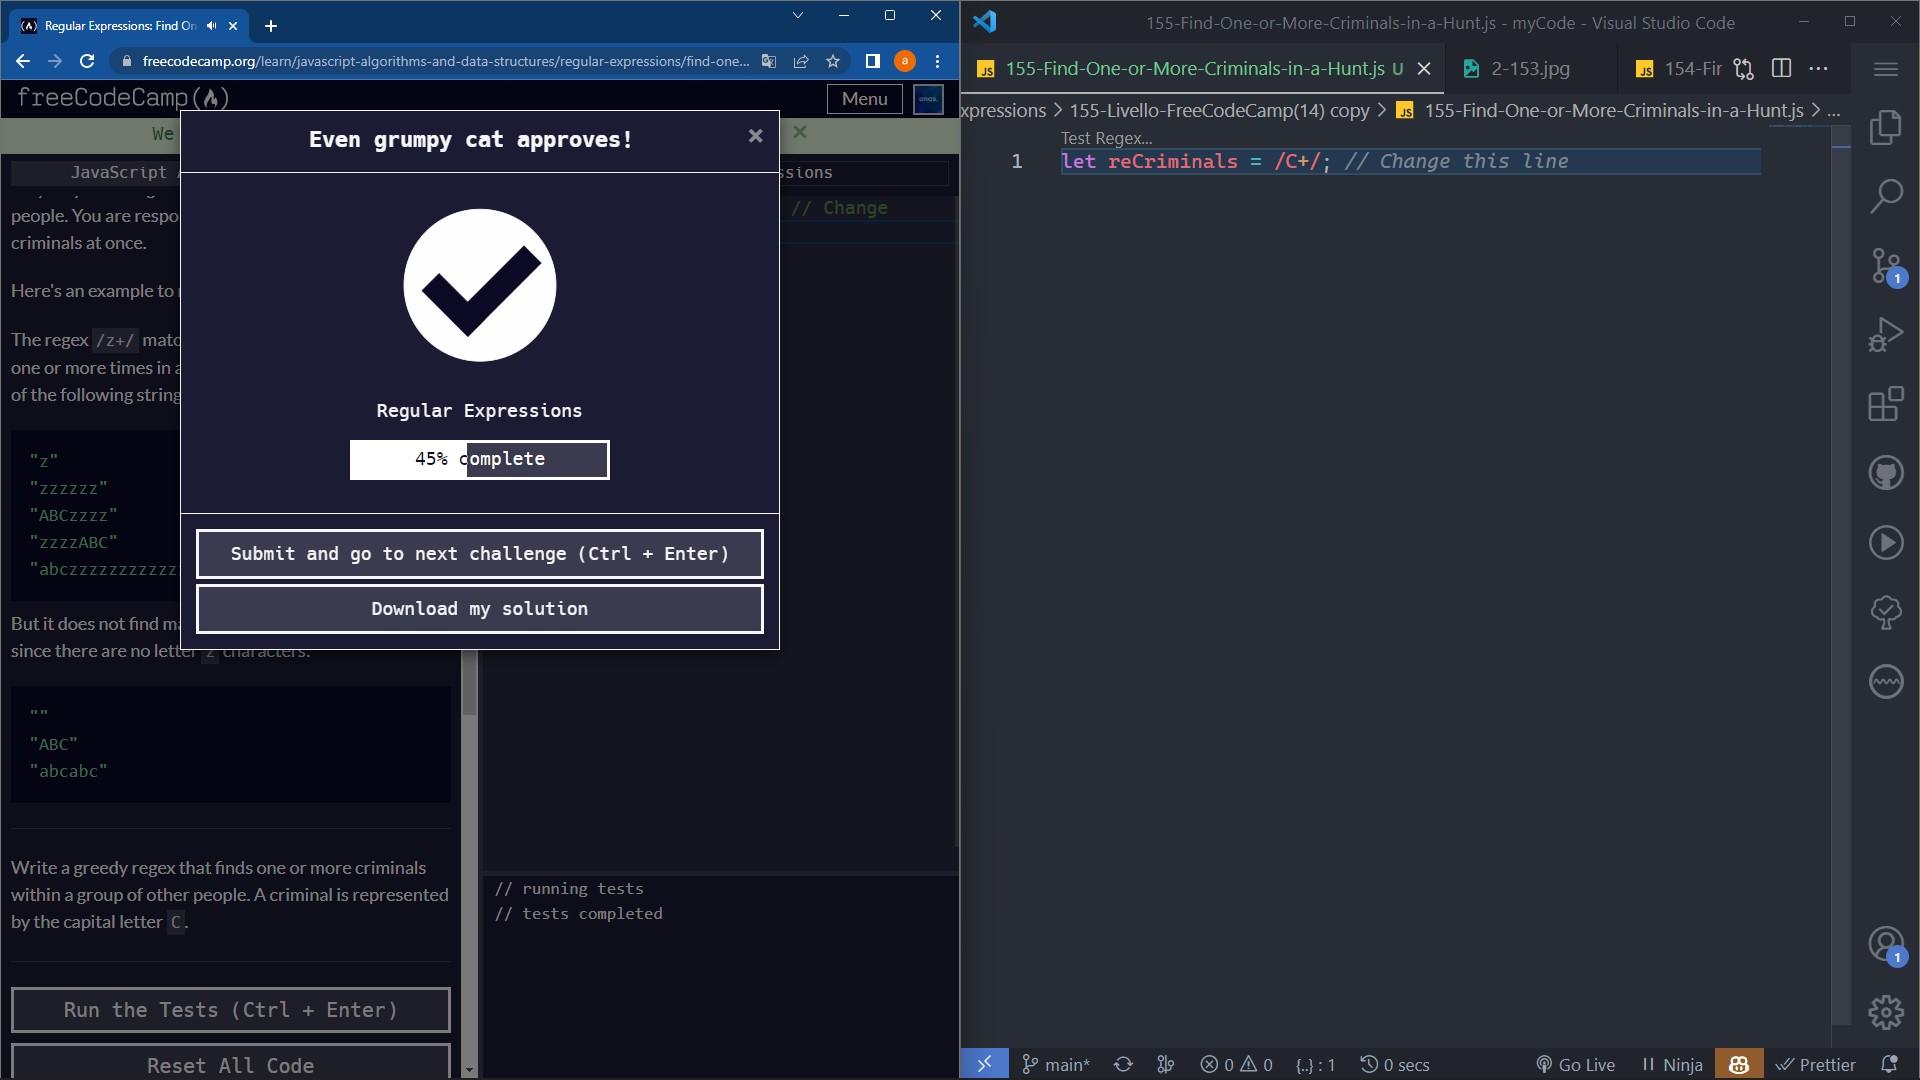 Regular Expressions: Find On
freecodecamp.org/learn/javascript-algorithms-and-data-structures/regular-expressions/find-one...
a
freeCodeCamp
Menu
anas.
We
JavaScript
ssions
people. You are respo
criminals at once.
Here's an example to
The regex /z+/ matc
one or more times in a
of the following string
"z"
"zzzzzz"
"ABCzzzz"
"zzzzABC"
"abczzzzzzzzzzz
But it does not find ma
since there are no letter z characters.
""
"ABC"
"abcabc"
Write a greedy regex that finds one or more criminals
within a group of other people. A criminal is represented
by the capital letter C.
Run the Tests (Ctrl + Enter)
Reset All Code
Even grumpy cat approves!
Regular Expressions
45% complete
Submit and go to next challenge (Ctrl + Enter)
Download my solution
// Change
// running tests
// tests completed
155-Find-One-or-More-Criminals-in-a-Hunt.js - myCode - Visual Studio Code
JS 155-Find-One-or-More-Criminals-in-a-Hunt.js U
2-153.jpg
JS 154-Fir
xpressions > 155-Livello-FreeCodeCamp(14) copy > JS 155-Find-One-or-More-Criminals-in-a-Hunt.js > ...
Test Regex...
1 let reCriminals = /C+/; // Change this line
1
1
main*
0 0
{..} : 1
0 secs
Go Live
Ninja
Prettier